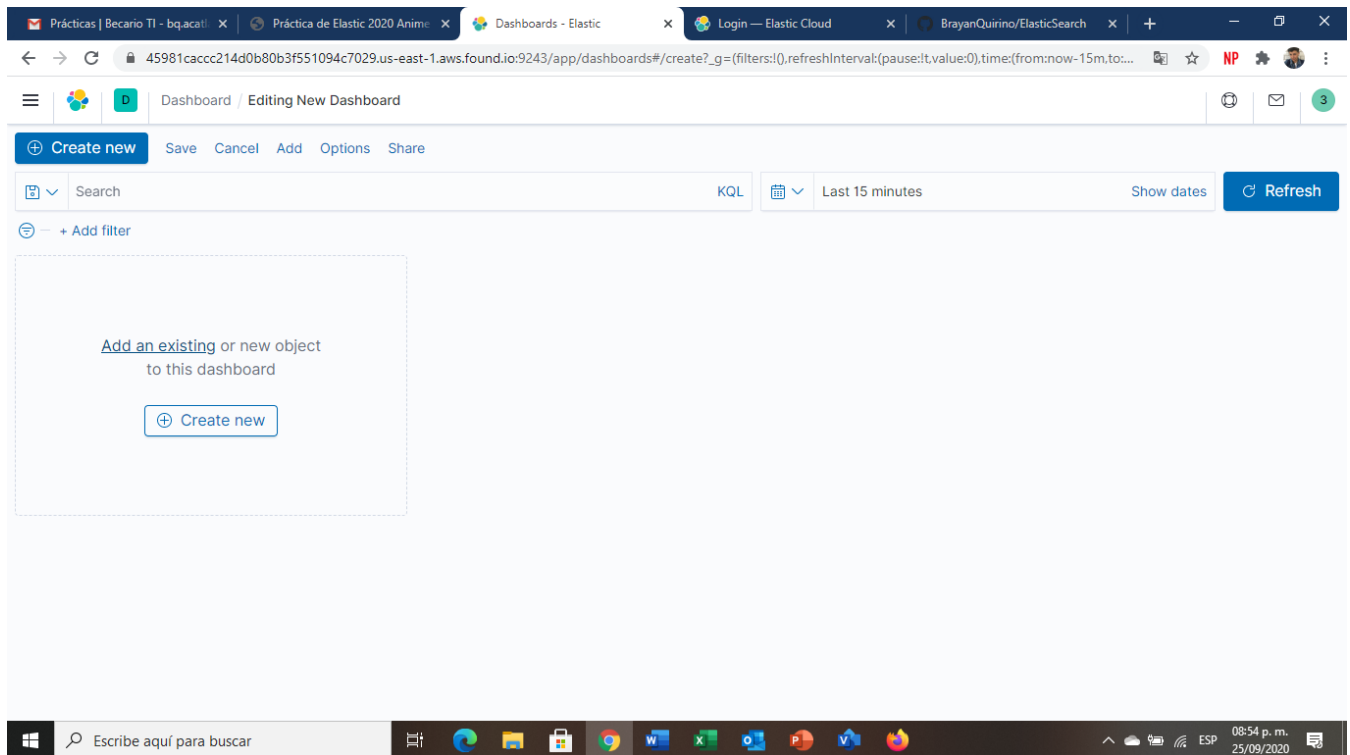 Prácticas | Becario TI - bq.acatl
Práctica de Elastic 2020 Anime
Dashboards - Elastic
Login — Elastic Cloud
BrayanQuirino/ElasticSearch
45981caccc214d0b80b3f551094c7029.us-east-1.aws.found.io:9243/app/dashboards#/create?_g=(filters:!(),refreshInterval:(pause:!t,value:0),time:(from:now-15m,to:...
NP
D Dashboard / Editing New Dashboard 3
Create new Save Cancel Add Options Share
Search KQL Last 15 minutes Show dates Refresh
+ Add filter
Add an existing or new object
to this dashboard
Create new
Escribe aquí para buscar
ESP
08:54 p. m.
25/09/2020